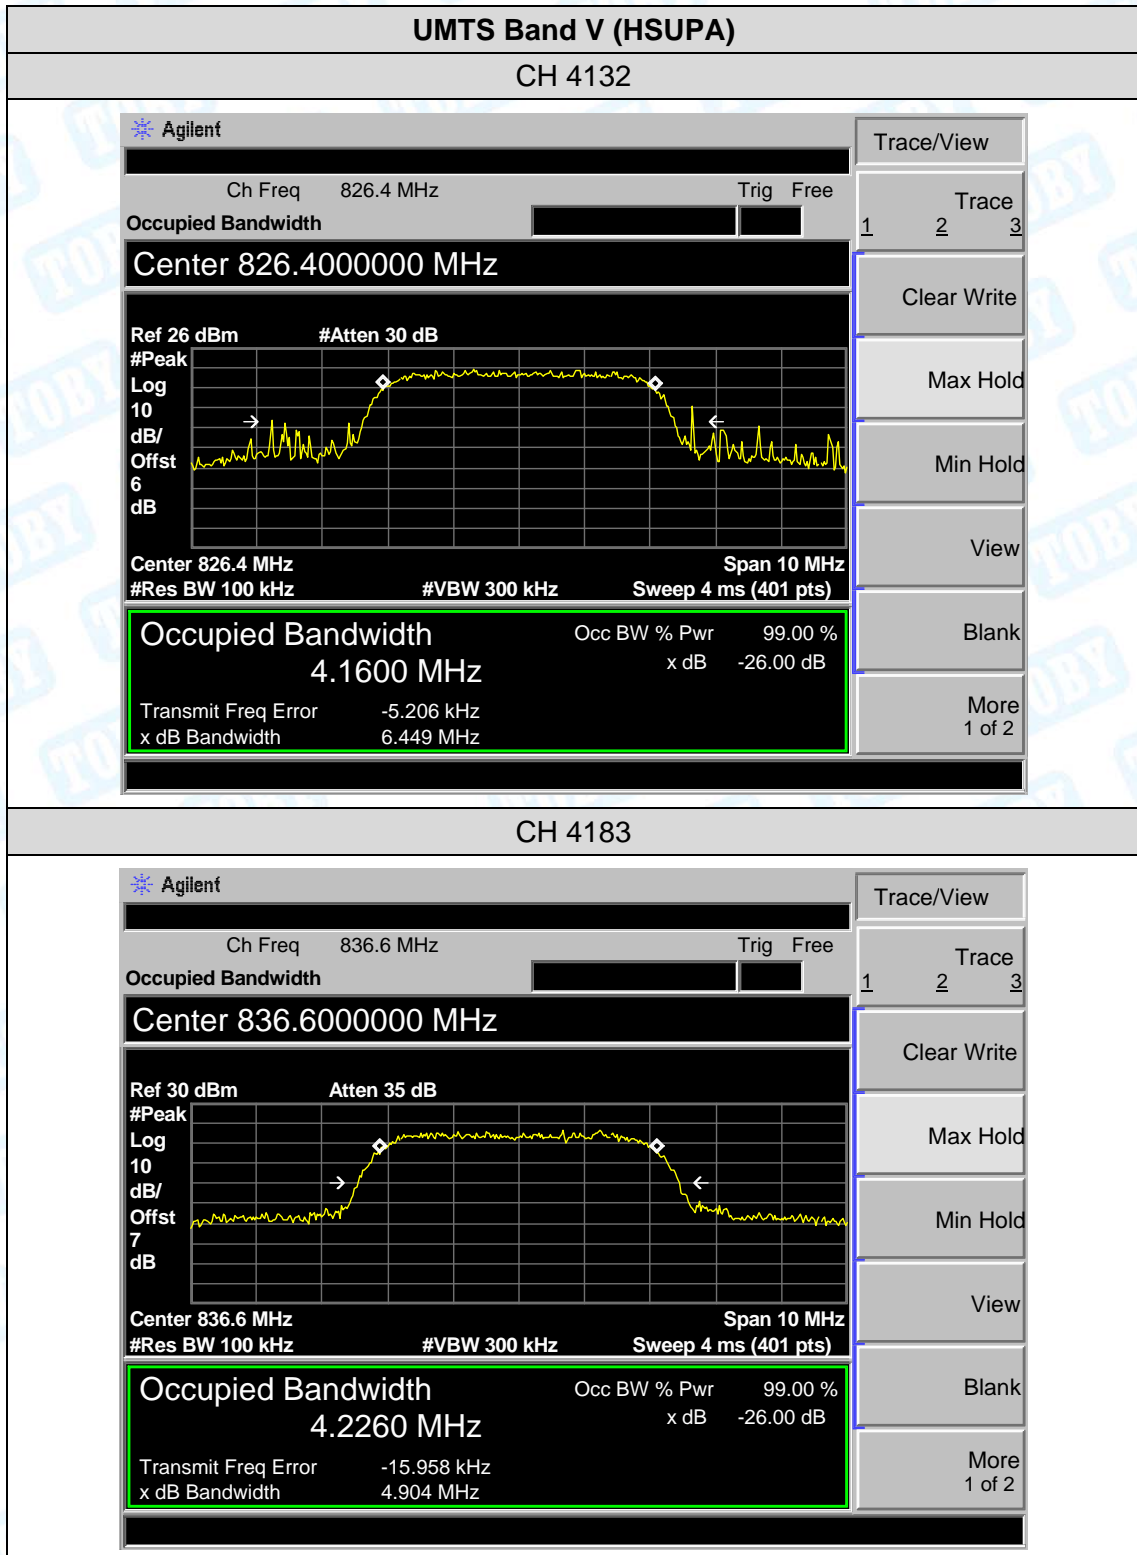 UMTS Band V (HSUPA)
CH 4132
Agilent
Trace/View
Ch Freq 826.4 MHz Trig Free
Occupied Bandwidth
Trace
1 2 3
Center 826.4000000 MHz
Clear Write
Ref 26 dBm #Atten 30 dB
#Peak
Log
10
dB/
Offst
6
dB
Max Hold
Min Hold
View
Center 826.4 MHz Span 10 MHz
#Res BW 100 kHz #VBW 300 kHz Sweep 4 ms (401 pts)
Occupied Bandwidth Occ BW % Pwr 99.00 %
4.1600 MHz x dB -26.00 dB
Blank
Transmit Freq Error -5.206 kHz
x dB Bandwidth 6.449 MHz
More
1 of 2
CH 4183
Agilent
Trace/View
Ch Freq 836.6 MHz Trig Free
Occupied Bandwidth
Trace
1 2 3
Center 836.6000000 MHz
Clear Write
Ref 30 dBm Atten 35 dB
#Peak
Log
10
dB/
Offst
7
dB
Max Hold
Min Hold
View
Center 836.6 MHz Span 10 MHz
#Res BW 100 kHz #VBW 300 kHz Sweep 4 ms (401 pts)
Occupied Bandwidth Occ BW % Pwr 99.00 %
4.2260 MHz x dB -26.00 dB
Blank
Transmit Freq Error -15.958 kHz
x dB Bandwidth 4.904 MHz
More
1 of 2
TOBY